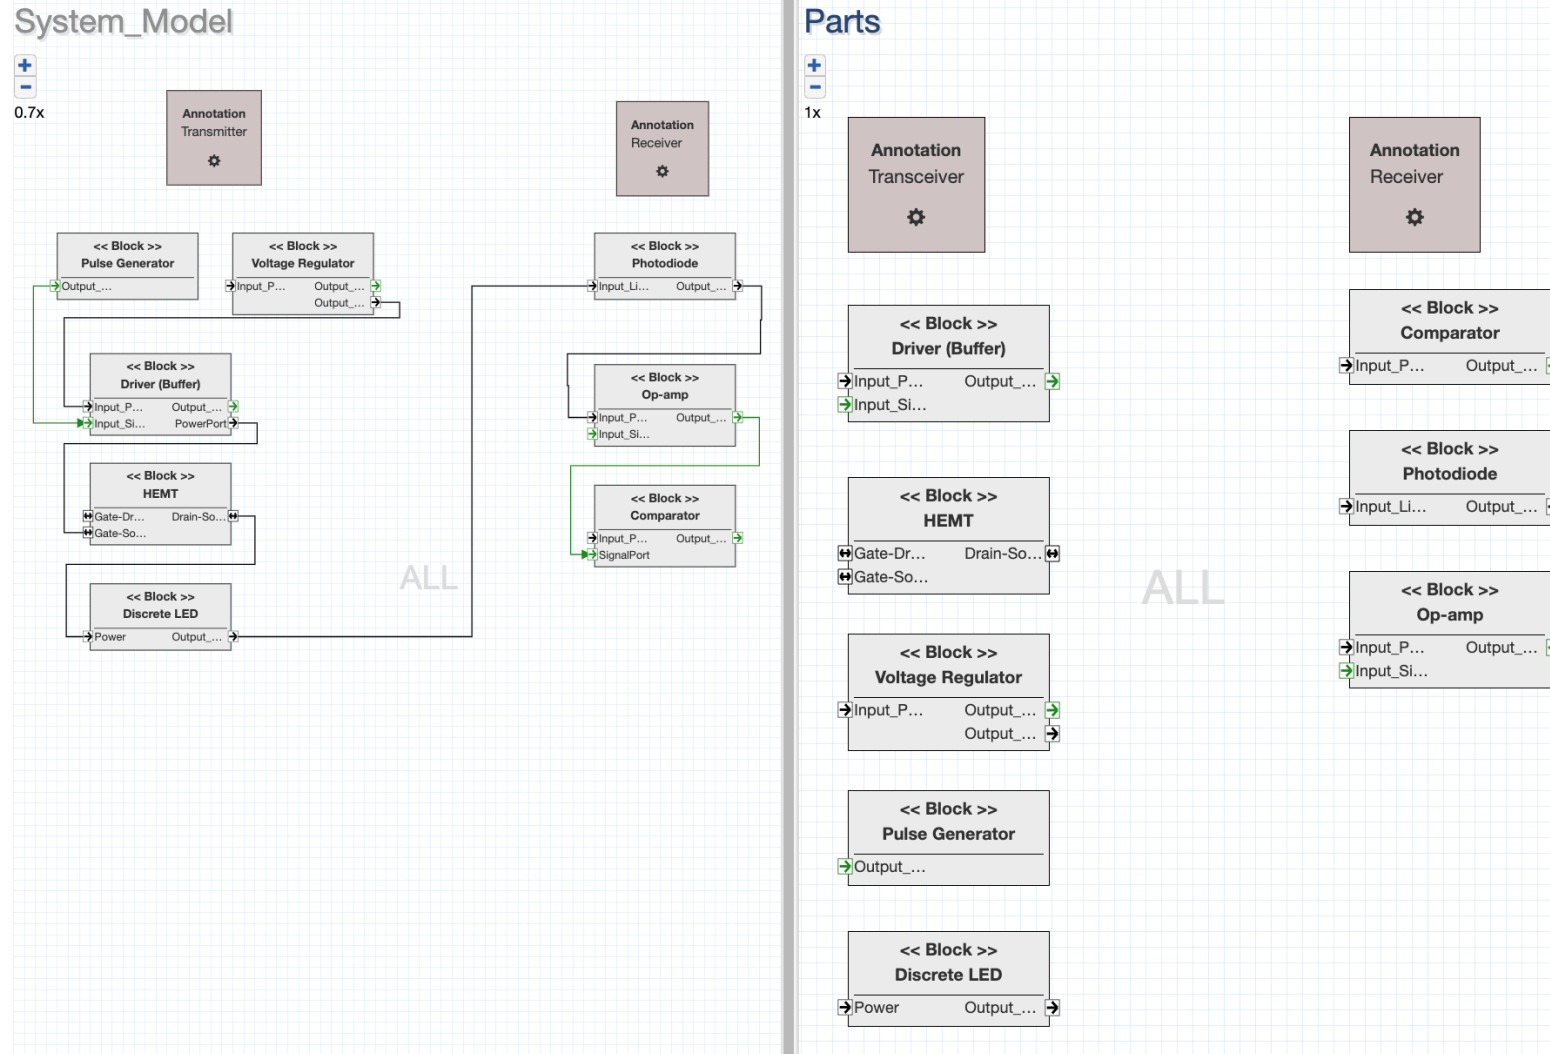 System_Model
+
−
0.7x
Annotation
Transmitter
Annotation
Receiver
<< Block >>
Pulse Generator
Output_...
<< Block >>
Voltage Regulator
Input_P... Output_...
Output_...
<< Block >>
Photodiode
Input_Li... Output_...
<< Block >>
Driver (Buffer)
Input_P... Output_...
Input_Si... PowerPort
<< Block >>
Op-amp
Input_P... Output_...
Input_Si...
<< Block >>
HEMT
Gate-Dr... Drain-So...
Gate-So...
<< Block >>
Comparator
Input_P... Output_...
SignalPort
ALL
<< Block >>
Discrete LED
Power Output_...
Parts
+
−
1x
Annotation
Transceiver
Annotation
Receiver
<< Block >>
Driver (Buffer)
Input_P... Output_...
Input_Si...
<< Block >>
Comparator
Input_P... Output_...
<< Block >>
Photodiode
Input_Li... Output_...
<< Block >>
HEMT
Gate-Dr... Drain-So...
Gate-So...
ALL
<< Block >>
Op-amp
Input_P... Output_...
Input_Si...
<< Block >>
Voltage Regulator
Input_P... Output_...
Output_...
<< Block >>
Pulse Generator
Output_...
<< Block >>
Discrete LED
Power Output_...